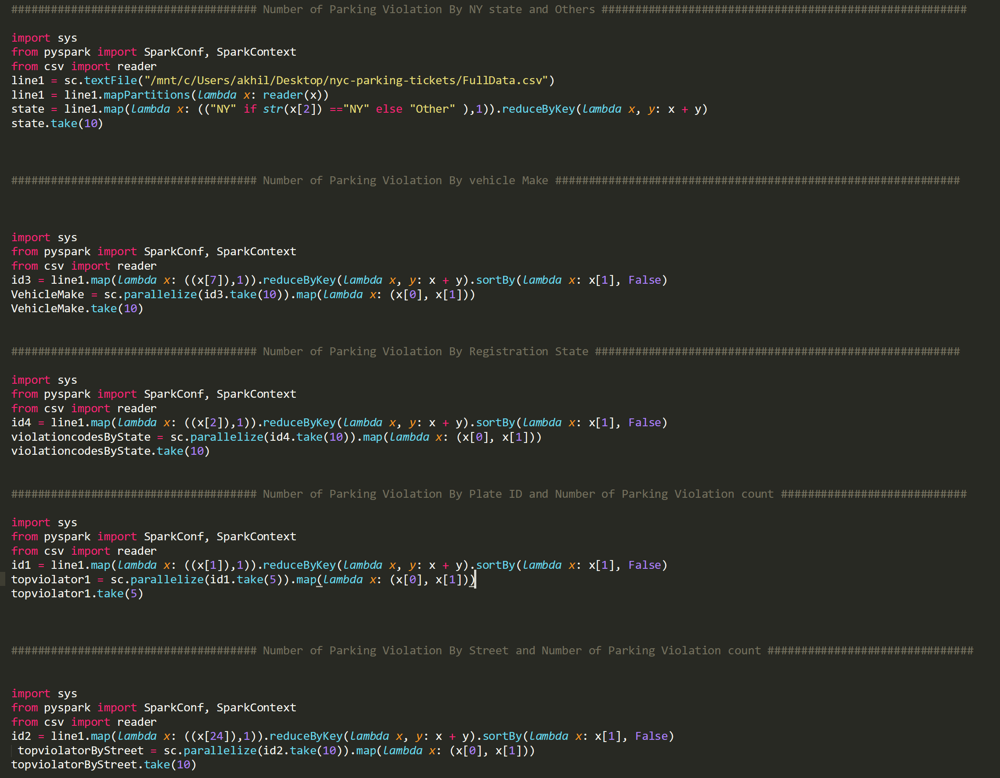 ##################################### Number of Parking Violation By NY state and Others #######################################################
import sys
from pyspark import SparkConf, SparkContext
from csv import reader
line1 = sc.textFile("/mnt/c/Users/akhil/Desktop/nyc-parking-tickets/FullData.csv")
line1 = line1.mapPartitions(lambda x: reader(x))
state = line1.map(lambda x: (("NY" if str(x[2]) =="NY" else "Other" ),1)).reduceByKey(lambda x, y: x + y)
state.take(10)
##################################### Number of Parking Violation By vehicle Make #############################################################
import sys
from pyspark import SparkConf, SparkContext
from csv import reader
id3 = line1.map(lambda x: ((x[7]),1)).reduceByKey(lambda x, y: x + y).sortBy(lambda x: x[1], False)
VehicleMake = sc.parallelize(id3.take(10)).map(lambda x: (x[0], x[1]))
VehicleMake.take(10)
##################################### Number of Parking Violation By Registration State #######################################################
import sys
from pyspark import SparkConf, SparkContext
from csv import reader
id4 = line1.map(lambda x: ((x[2]),1)).reduceByKey(lambda x, y: x + y).sortBy(lambda x: x[1], False)
violationcodesByState = sc.parallelize(id4.take(10)).map(lambda x: (x[0], x[1]))
violationcodesByState.take(10)
##################################### Number of Parking Violation By Plate ID and Number of Parking Violation count ############################
import sys
from pyspark import SparkConf, SparkContext
from csv import reader
id1 = line1.map(lambda x: ((x[1]),1)).reduceByKey(lambda x, y: x + y).sortBy(lambda x: x[1], False)
topviolator1 = sc.parallelize(id1.take(5)).map(lambda x: (x[0], x[1]))
topviolator1.take(5)
##################################### Number of Parking Violation By Street and Number of Parking Violation count ###############################
import sys
from pyspark import SparkConf, SparkContext
from csv import reader
id2 = line1.map(lambda x: ((x[24]),1)).reduceByKey(lambda x, y: x + y).sortBy(lambda x: x[1], False)
 topviolatorByStreet = sc.parallelize(id2.take(10)).map(lambda x: (x[0], x[1]))
topviolatorByStreet.take(10)